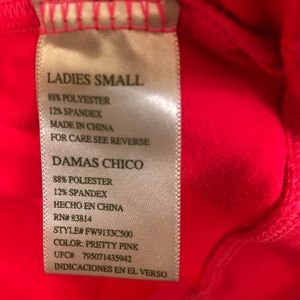 LADIES SMALL
88% POLYESTER
12% SPANDEX
MADE IN CHINA
FOR CARE SEE REVERSE
DAMAS CHICO
88% POLIESTER
12% SPANDEX
HECHO EN CHINA
RN# 83814
STYLE# FW9133C500
COLOR: PRETTY PINK
UPC# 795071435942
INDICACIONES EN EL VERSO